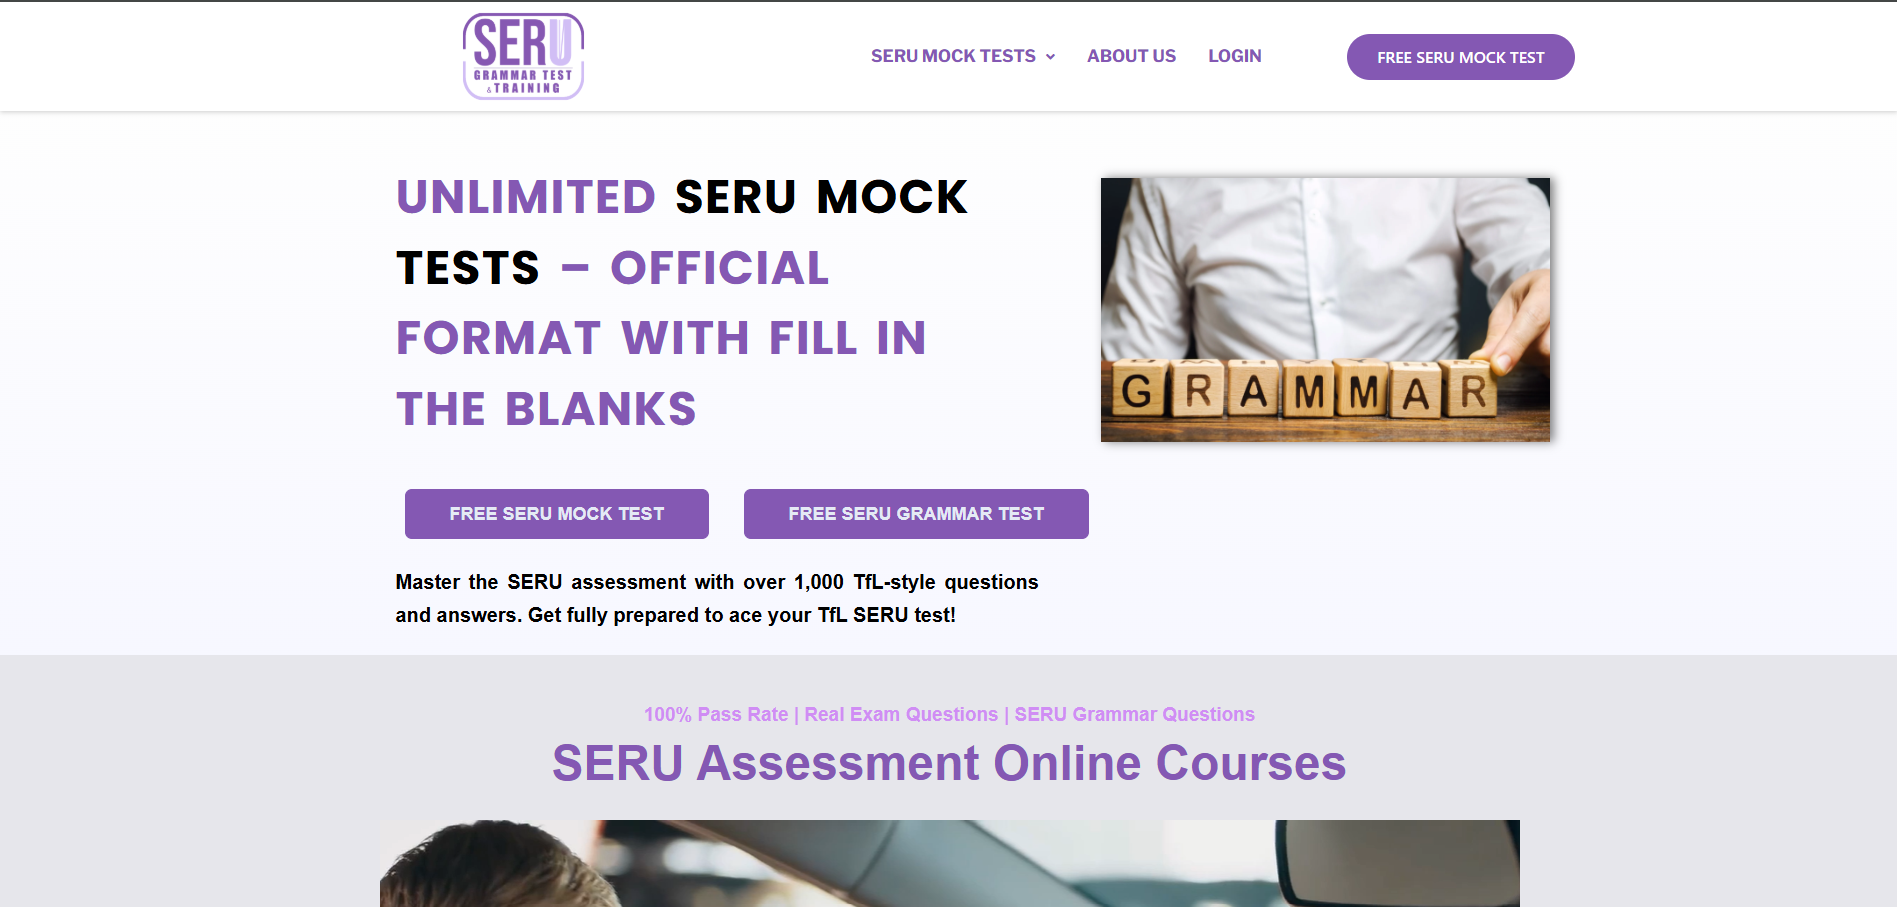 SERU
GRAMMAR TEST
& TRAINING
SERU MOCK TESTS
ABOUT US
LOGIN
FREE SERU MOCK TEST
UNLIMITED SERU MOCK
TESTS – OFFICIAL
FORMAT WITH FILL IN
THE BLANKS
GRAMMAR
FREE SERU MOCK TEST
FREE SERU GRAMMAR TEST
Master the SERU assessment with over 1,000 TfL-style questions
and answers. Get fully prepared to ace your TfL SERU test!
100% Pass Rate | Real Exam Questions | SERU Grammar Questions
SERU Assessment Online Courses